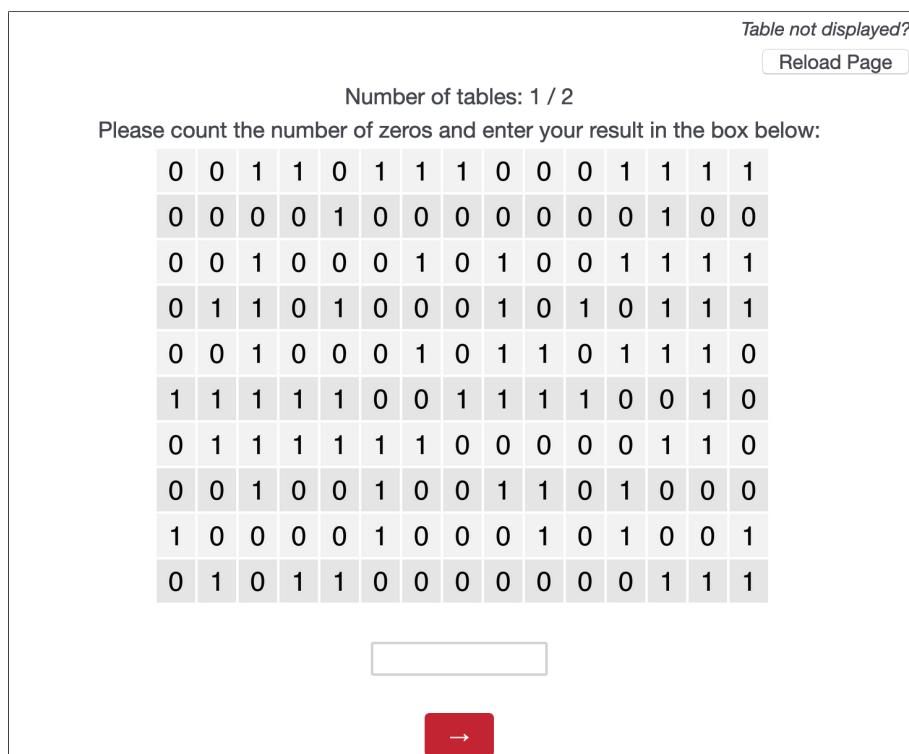 Table not displayed?
Reload Page
Number of tables: 1 / 2
Please count the number of zeros and enter your result in the box below:
0 0 1 1 0 1 1 1 0 0 0 1 1 1 1
0 0 0 0 1 0 0 0 0 0 0 0 1 0 0
0 0 1 0 0 0 1 0 1 0 0 1 1 1 1
0 1 1 0 1 0 0 0 1 0 1 0 1 1 1
0 0 1 0 0 0 1 0 1 1 0 1 1 1 0
1 1 1 1 1 0 0 1 1 1 1 0 0 1 0
0 1 1 1 1 1 1 0 0 0 0 0 1 1 0
0 0 1 0 0 1 0 0 1 1 0 1 0 0 0
1 0 0 0 0 1 0 0 0 1 0 1 0 0 1
0 1 0 1 1 0 0 0 0 0 0 0 1 1 1
→